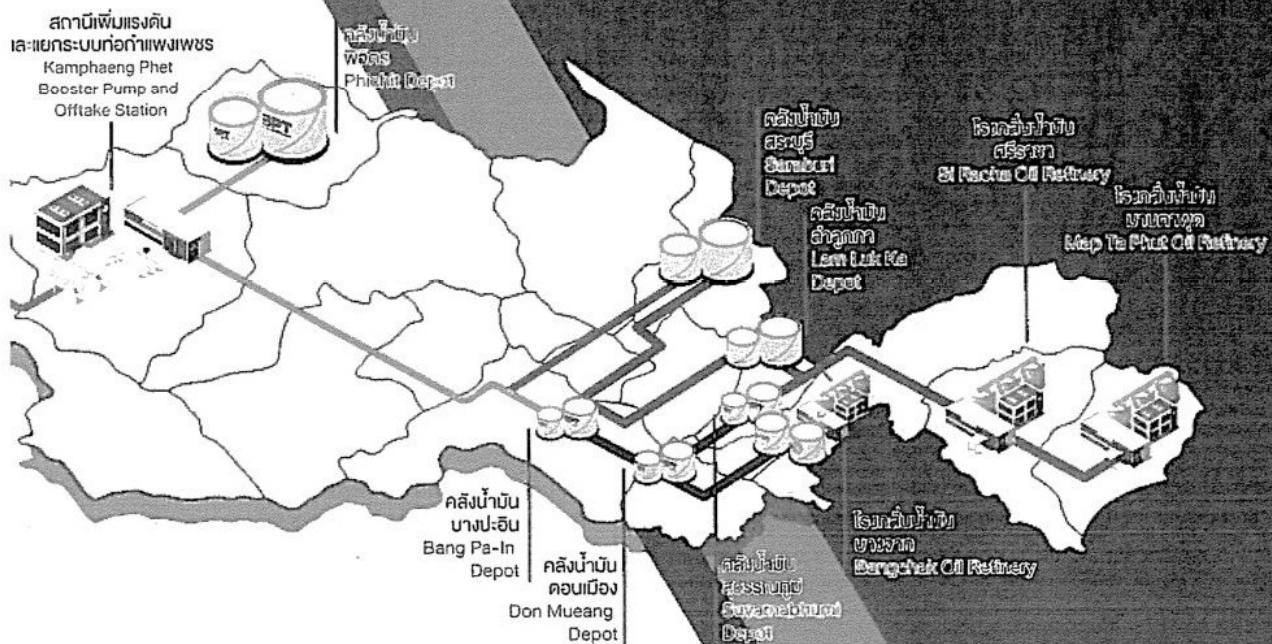 สถานีเพิ่มแรงดัน
และแยกระบบท่อกำแพงเพชร
Kamphaeng Phet
Booster Pump and
Offtake Station
คลังน้ำมัน
พิจิตร
Phichit Depot
BPT
คลังน้ำมัน
สระบุรี
Saraburi
Depot
คลังน้ำมัน
ลำลูกกา
Lam Luk Ka
Depot
โรงกลั่นน้ำมัน
ศรีราชา
Si Racha Oil Refinery
โรงกลั่นน้ำมัน
มาบตาพุด
Map Ta Phut Oil Refinery
คลังน้ำมัน
บางปะอิน
Bang Pa-In
Depot
คลังน้ำมัน
ดอนเมือง
Don Mueang
Depot
คลังน้ำมัน
สุวรรณภูมิ
Suvarnabhumi
Depot
โรงกลั่นน้ำมัน
บางจาก
Bangchak Oil Refinery